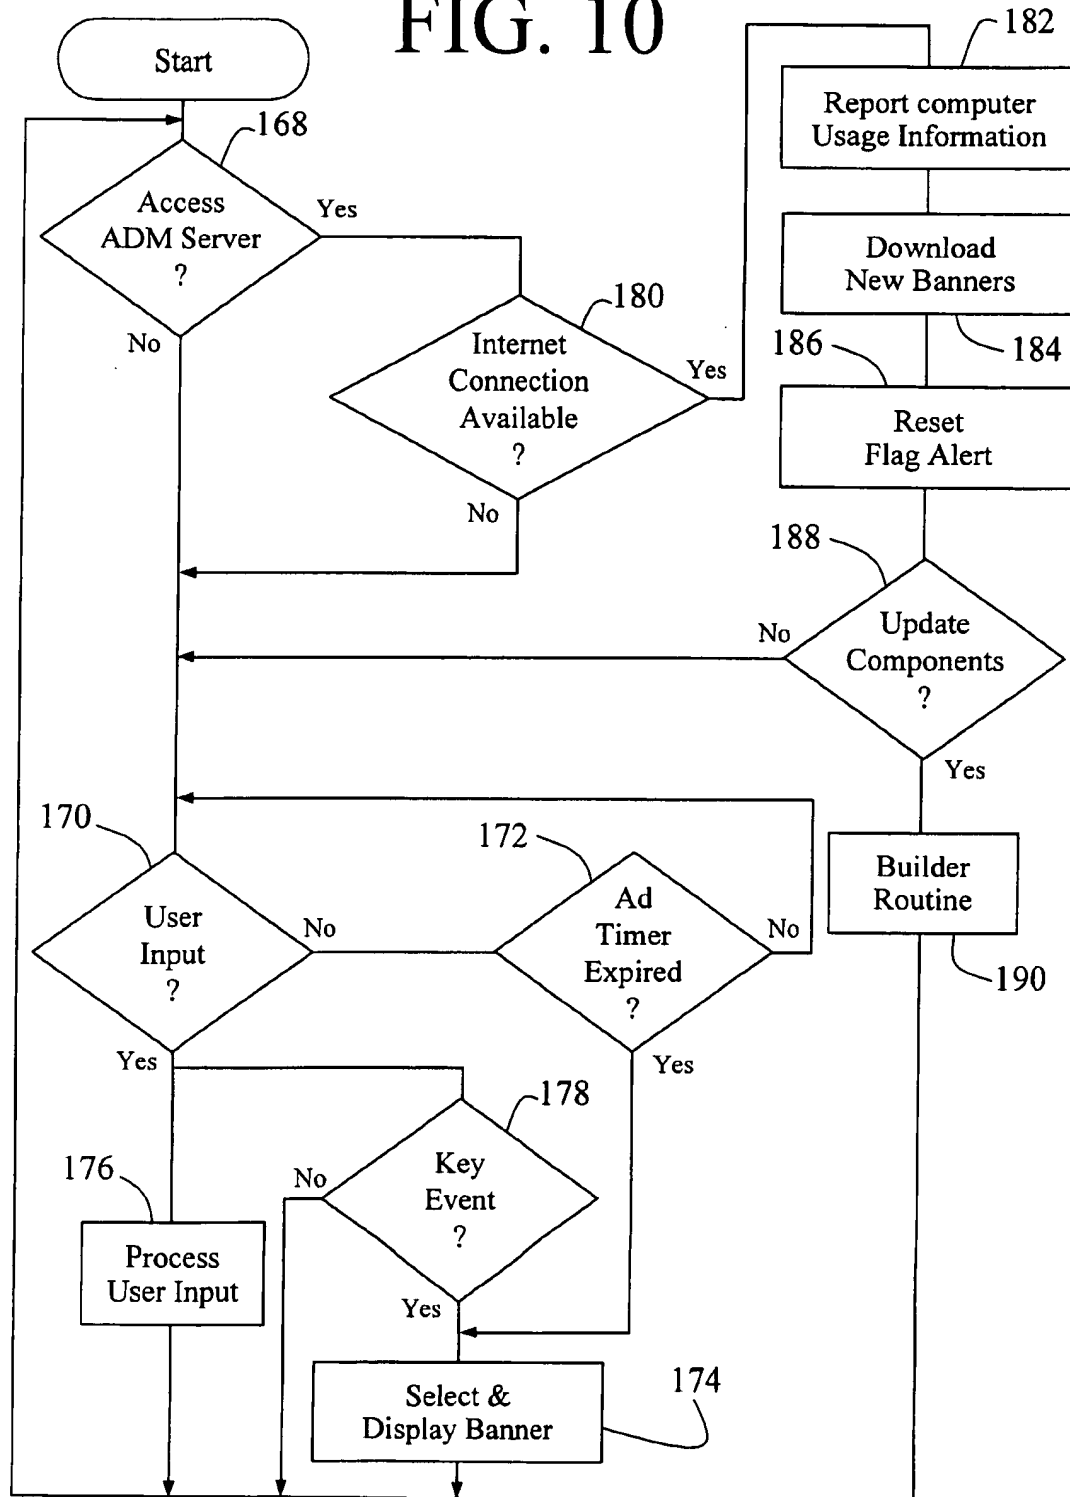 FIG. 10
Start
168
Access
ADM Server
?
Yes
No
180
Internet
Connection
Available
?
Yes
No
182
Report computer
Usage Information
Download
New Banners
184
186
Reset
Flag Alert
188
Update
Components
?
No
Yes
Builder
Routine
190
170
User
Input
?
No
Yes
172
Ad
Timer
Expired
?
No
Yes
178
Key
Event
?
No
Yes
176
Process
User Input
Select &
Display Banner
174